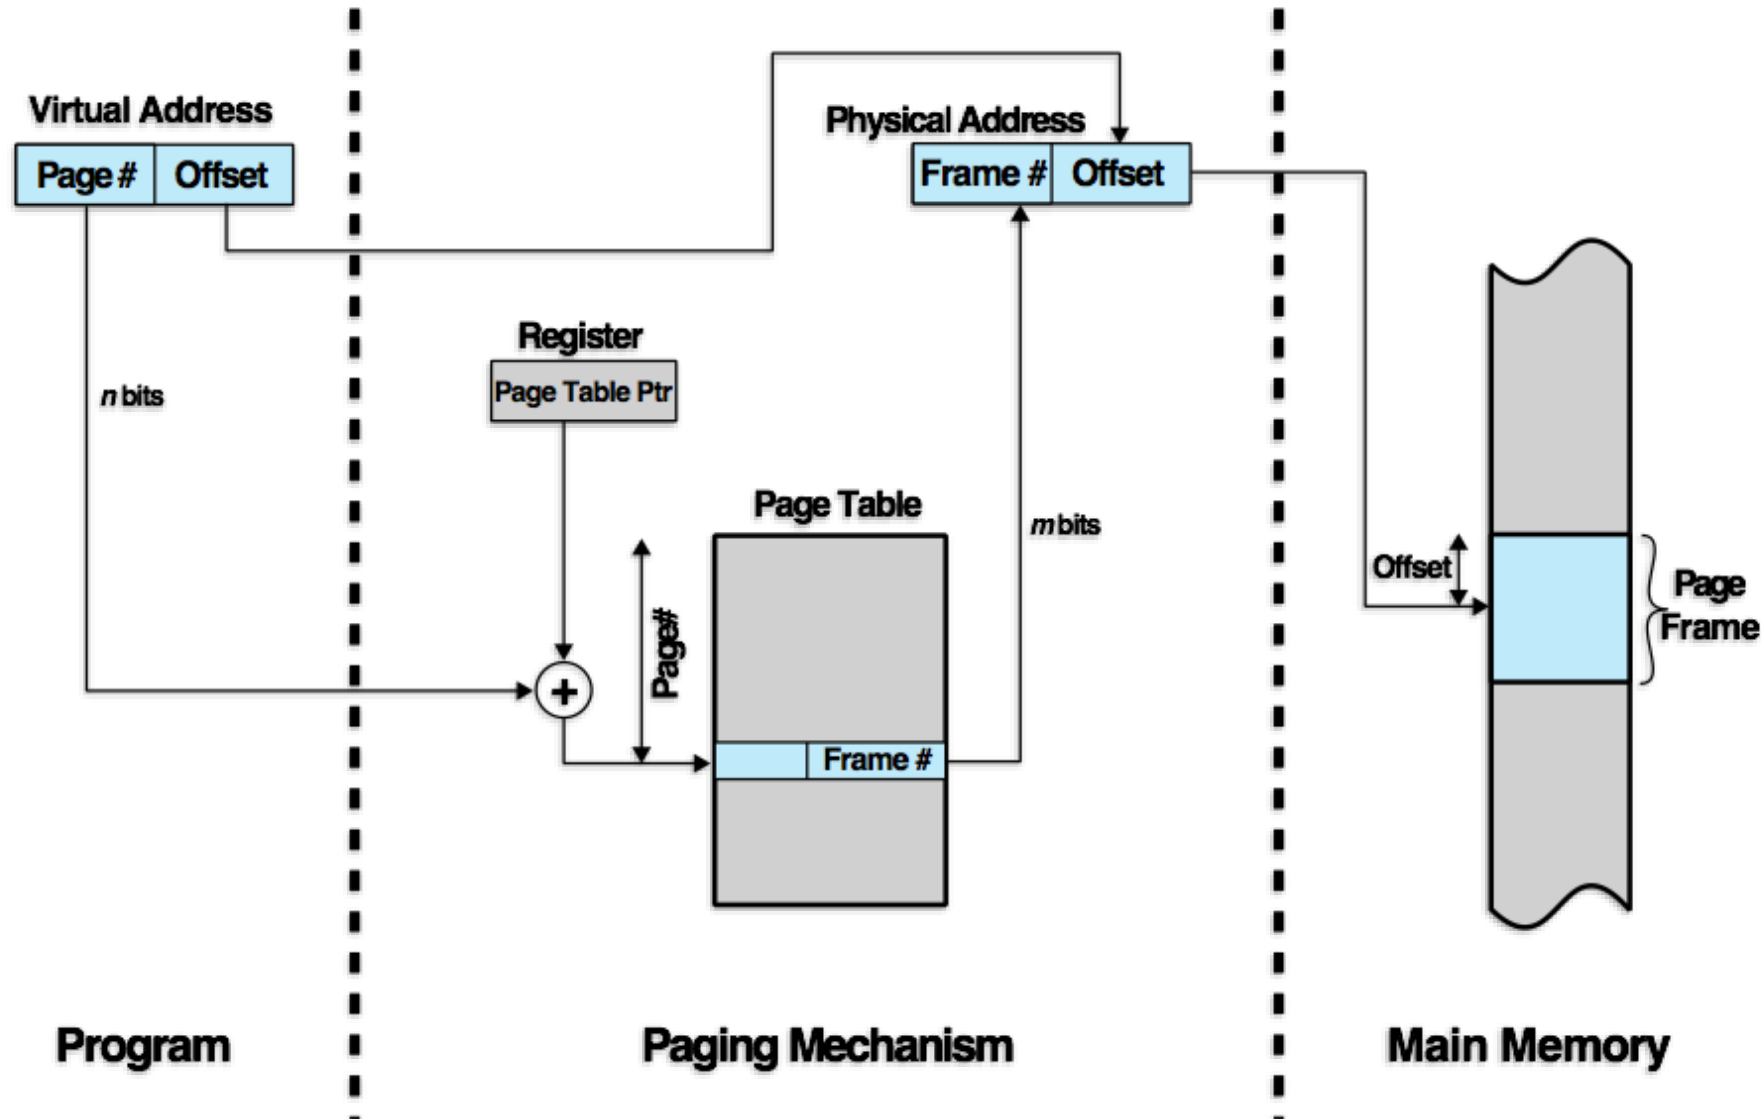 Virtual Address
Page # Offset
Physical Address
Frame # Offset
Register
Page Table Ptr
n bits
Page Table
m bits
Page#
Offset
Page
Frame
+
Frame #
Program
Paging Mechanism
Main Memory